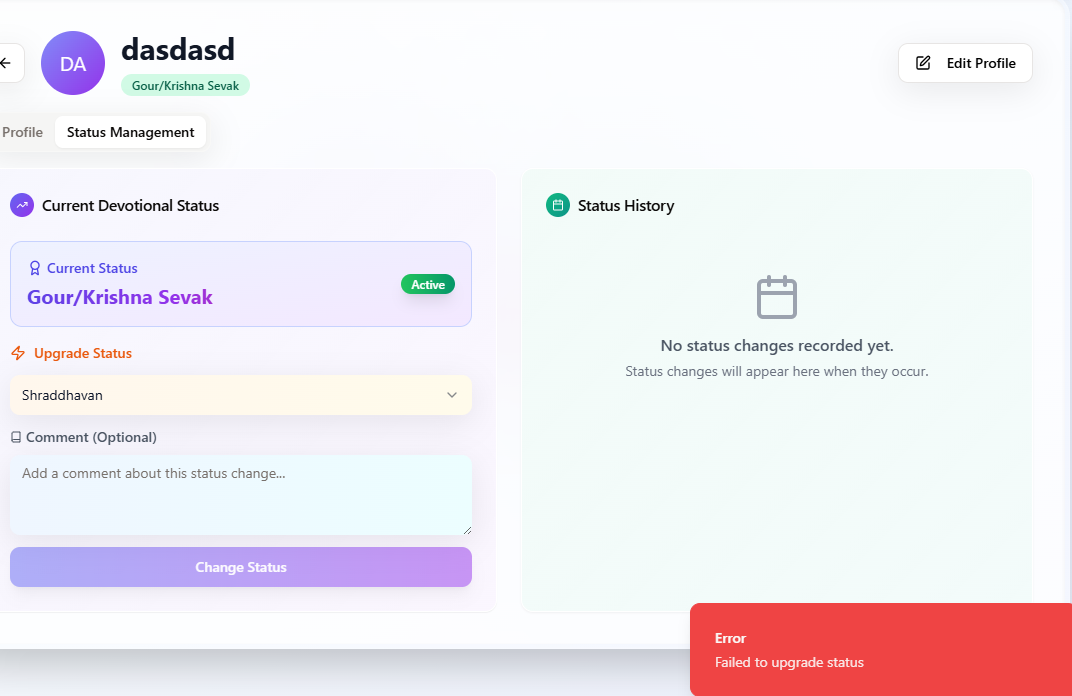 DA
dasdasd
Gour/Krishna Sevak
Edit Profile
Profile
Status Management
Current Devotional Status
Current Status
Gour/Krishna Sevak
Active
Upgrade Status
Shraddhavan
Comment (Optional)
Add a comment about this status change...
Change Status
Status History
No status changes recorded yet.
Status changes will appear here when they occur.
Error
Failed to upgrade status